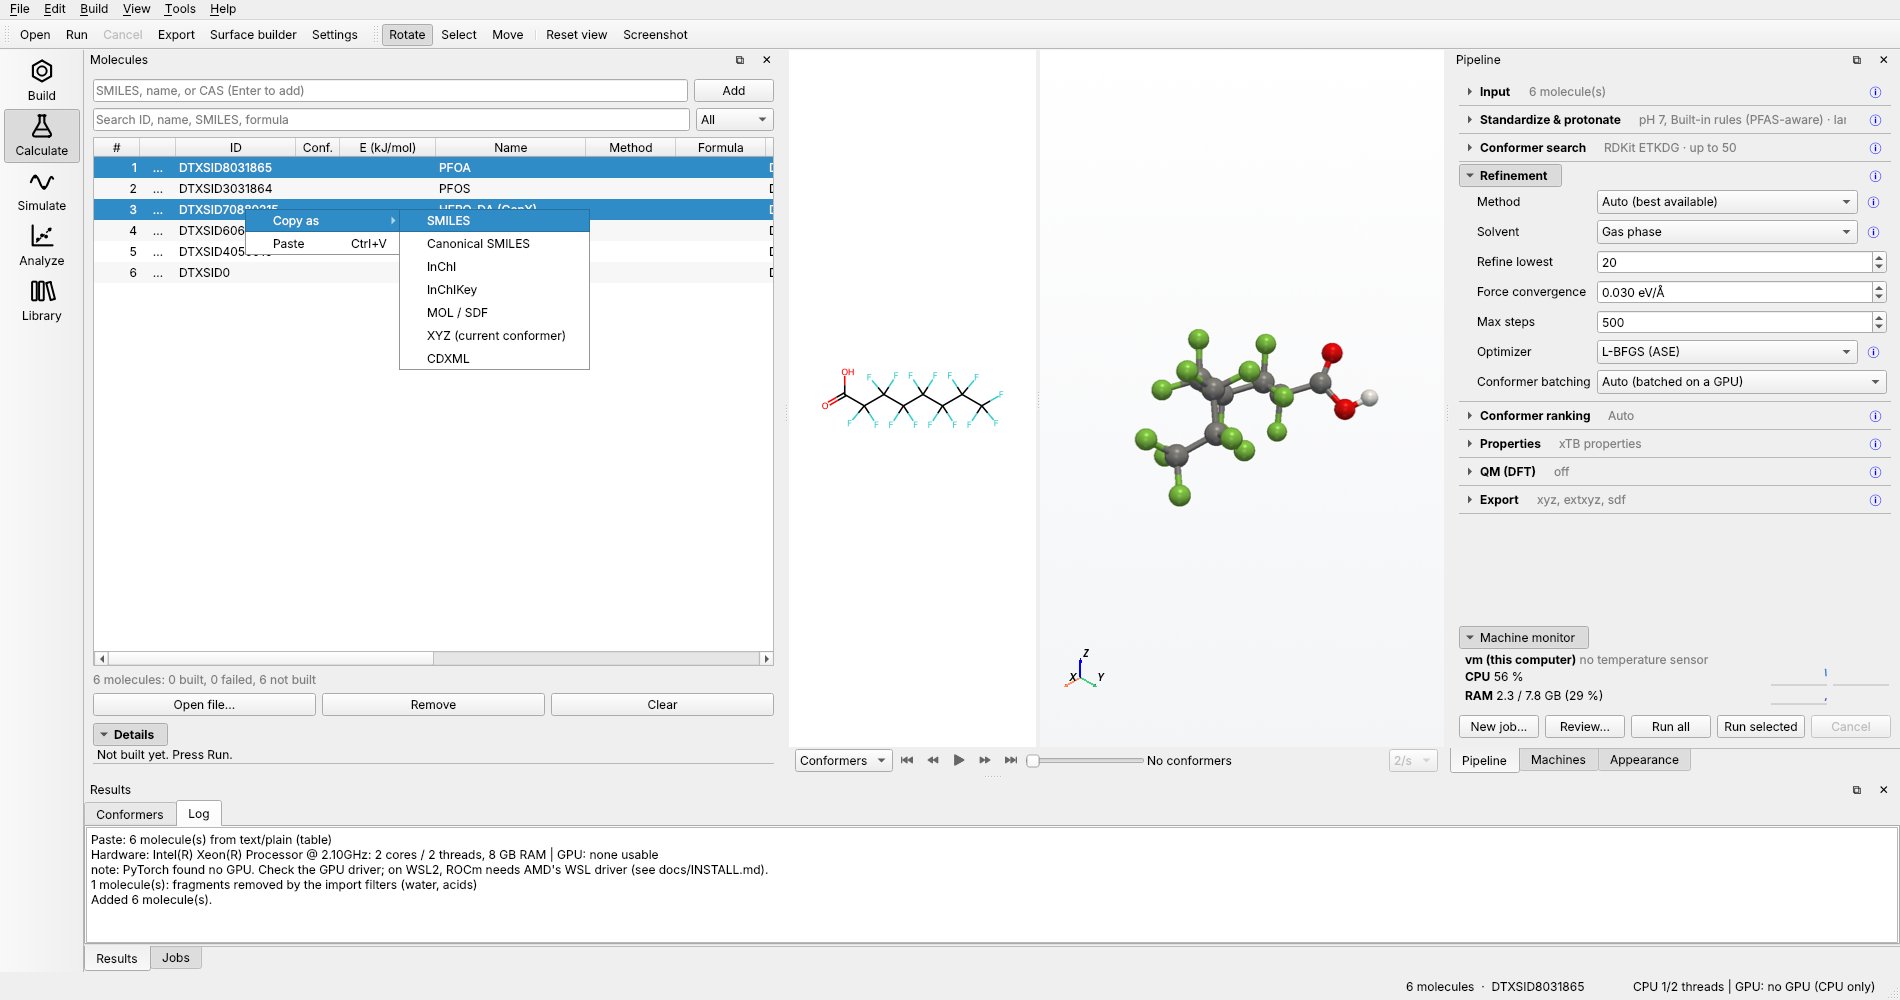 File Edit Build View Tools Help
Open Run Cancel Export Surface builder Settings Rotate Select Move Reset view Screenshot
Build
Calculate
Simulate
Analyze
Library
Molecules
SMILES, name, or CAS (Enter to add) Add
Search ID, name, SMILES, formula All
# ID Conf. E (kJ/mol) Name Method Formula
1 ... DTXSID8031865 PFOA
2 ... DTXSID3031864 PFOS
3 ...
4 ... DTXSID606
5 ...
6 ... DTXSID0
Copy as
Paste Ctrl+V
SMILES
Canonical SMILES
InChI
InChIKey
MOL / SDF
XYZ (current conformer)
CDXML
6 molecules: 0 built, 0 failed, 6 not built
Open file... Remove Clear
Details
Not built yet. Press Run.
OH
O
F F F F F F F
F F F F F F F F
Z
X Y
Conformers No conformers 2/s
Pipeline
Input 6 molecule(s)
Standardize & protonate pH 7, Built-in rules (PFAS-aware) ·
Conformer search RDKit ETKDG · up to 50
Refinement
Method Auto (best available)
Solvent Gas phase
Refine lowest 20
Force convergence 0.030 eV/Å
Max steps 500
Optimizer L-BFGS (ASE)
Conformer batching Auto (batched on a GPU)
Conformer ranking Auto
Properties xTB properties
QM (DFT) off
Export xyz, extxyz, sdf
Machine monitor
vm (this computer) no temperature sensor
CPU 56 %
RAM 2.3 / 7.8 GB (29 %)
New job... Review... Run all Run selected Cancel
Pipeline Machines Appearance
Results
Conformers Log
Paste: 6 molecule(s) from text/plain (table)
Hardware: Intel(R) Xeon(R) Processor @ 2.10GHz: 2 cores / 2 threads, 8 GB RAM | GPU: none usable
note: PyTorch found no GPU. Check the GPU driver; on WSL2, ROCm needs AMD's WSL driver (see docs/INSTALL.md).
1 molecule(s): fragments removed by the import filters (water, acids)
Added 6 molecule(s).
Results Jobs
6 molecules · DTXSID8031865 CPU 1/2 threads | GPU: no GPU (CPU only)